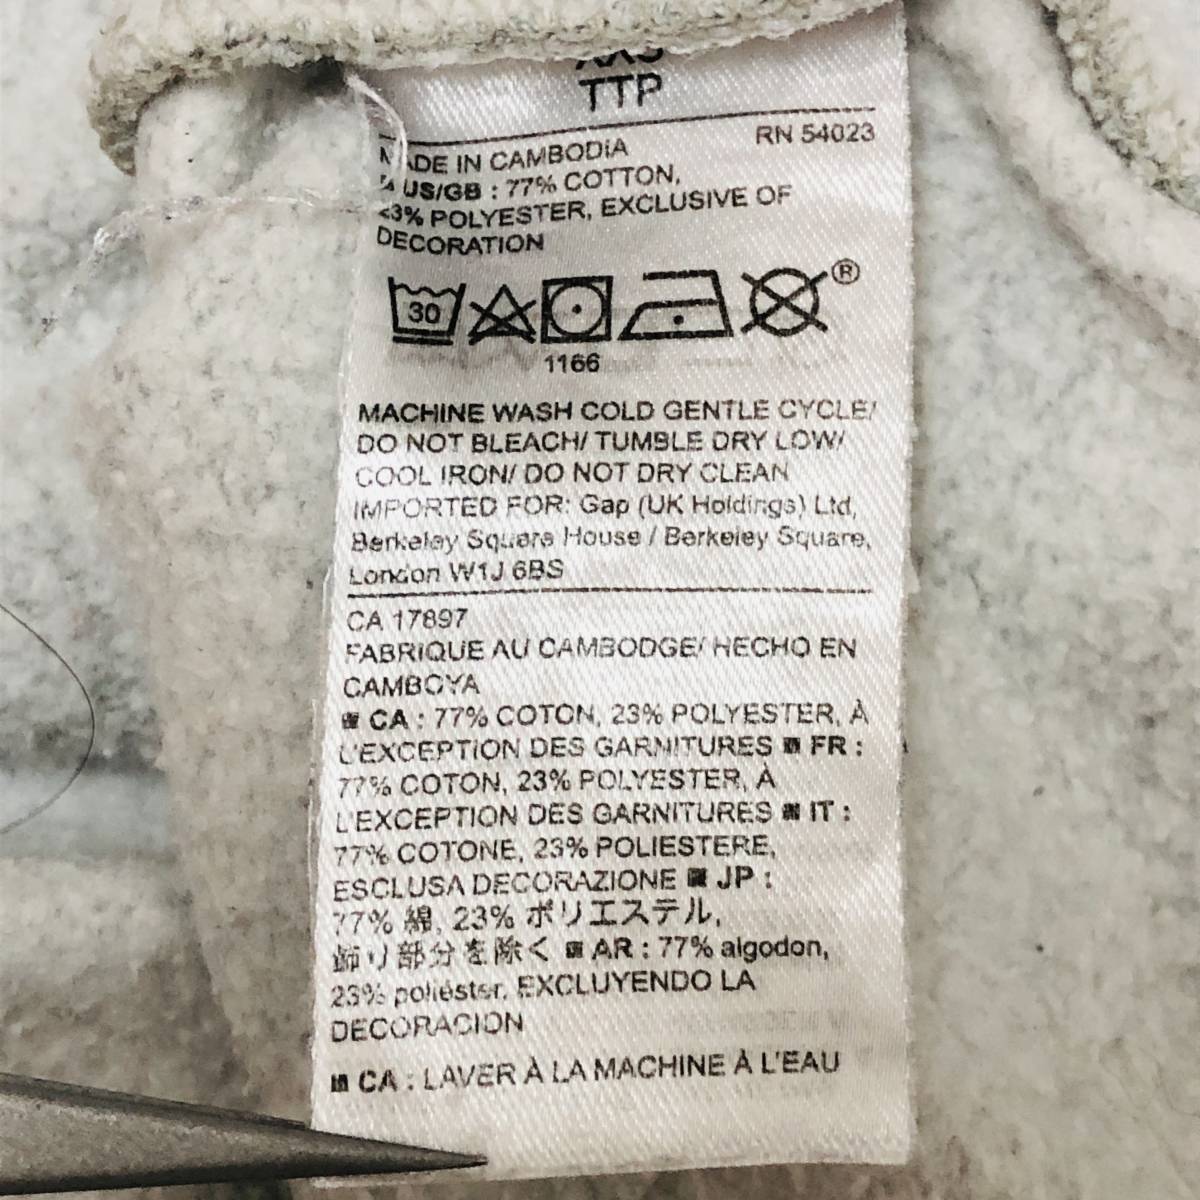 TTP
RN 54023
MADE IN CAMBODIA
US/GB : 77% COTTON,
23% POLYESTER, EXCLUSIVE OF
DECORATION
30
®
1166
MACHINE WASH COLD GENTLE CYCLE/
DO NOT BLEACH/ TUMBLE DRY LOW/
COOL IRON/ DO NOT DRY CLEAN
IMPORTED FOR: Gap (UK Holdings) Ltd,
Berkeley Square House / Berkeley Square,
London W1J 6BS
CA 17897
FABRIQUE AU CAMBODGE/ HECHO EN
CAMBOYA
CA : 77% COTON, 23% POLYESTER, À
L'EXCEPTION DES GARNITURES FR :
77% COTON, 23% POLYESTER, À
L'EXCEPTION DES GARNITURES IT :
77% COTONE, 23% POLIESTERE,
ESCLUSA DECORAZIONE JP :
77% 綿, 23% ポリエステル,
飾り部分を除く AR : 77% algodon,
23% poliéster, EXCLUYENDO LA
DECORACION
CA : LAVER À LA MACHINE À L'EAU